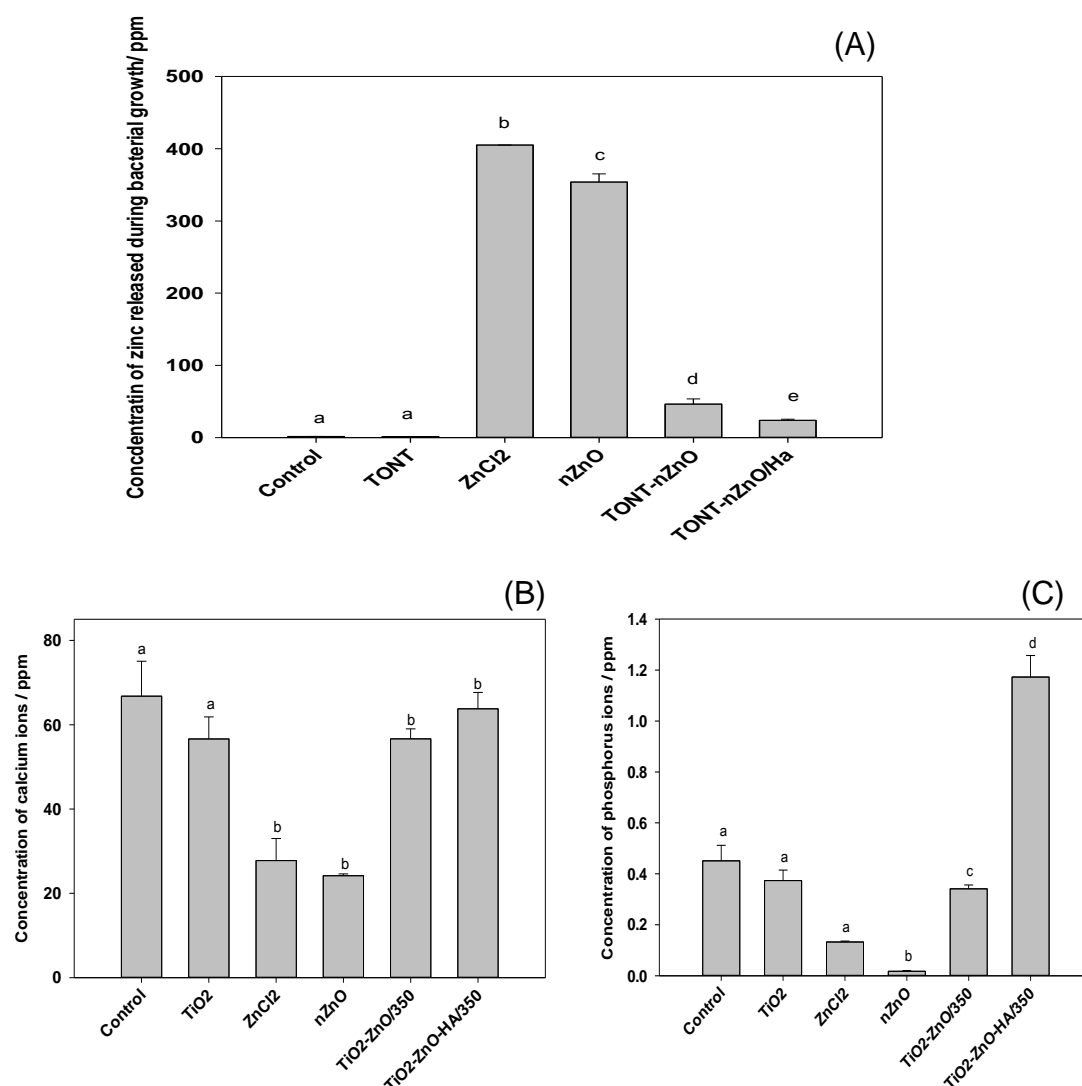 (A)
Concdentratin of zinc released during bacterial growth/ ppm
500
400
300
200
100
0
a
a
b
c
d
e
Control
TONT
ZnCl2
nZnO
TONT-nZnO
TONT-nZnO/Ha
(B)
Concentration of calcium ions / ppm
80
60
40
20
0
a
a
b
b
b
b
Control
TiO2
ZnCl2
nZnO
TiO2-ZnO/350
TiO2-ZnO-HA/350
(C)
Concentration of phosphorus ions / ppm
1.4
1.2
1.0
0.8
0.6
0.4
0.2
0.0
a
a
a
b
c
d
Control
TiO2
ZnCl2
nZnO
TiO2-ZnO/350
TiO2-ZnO-HA/350